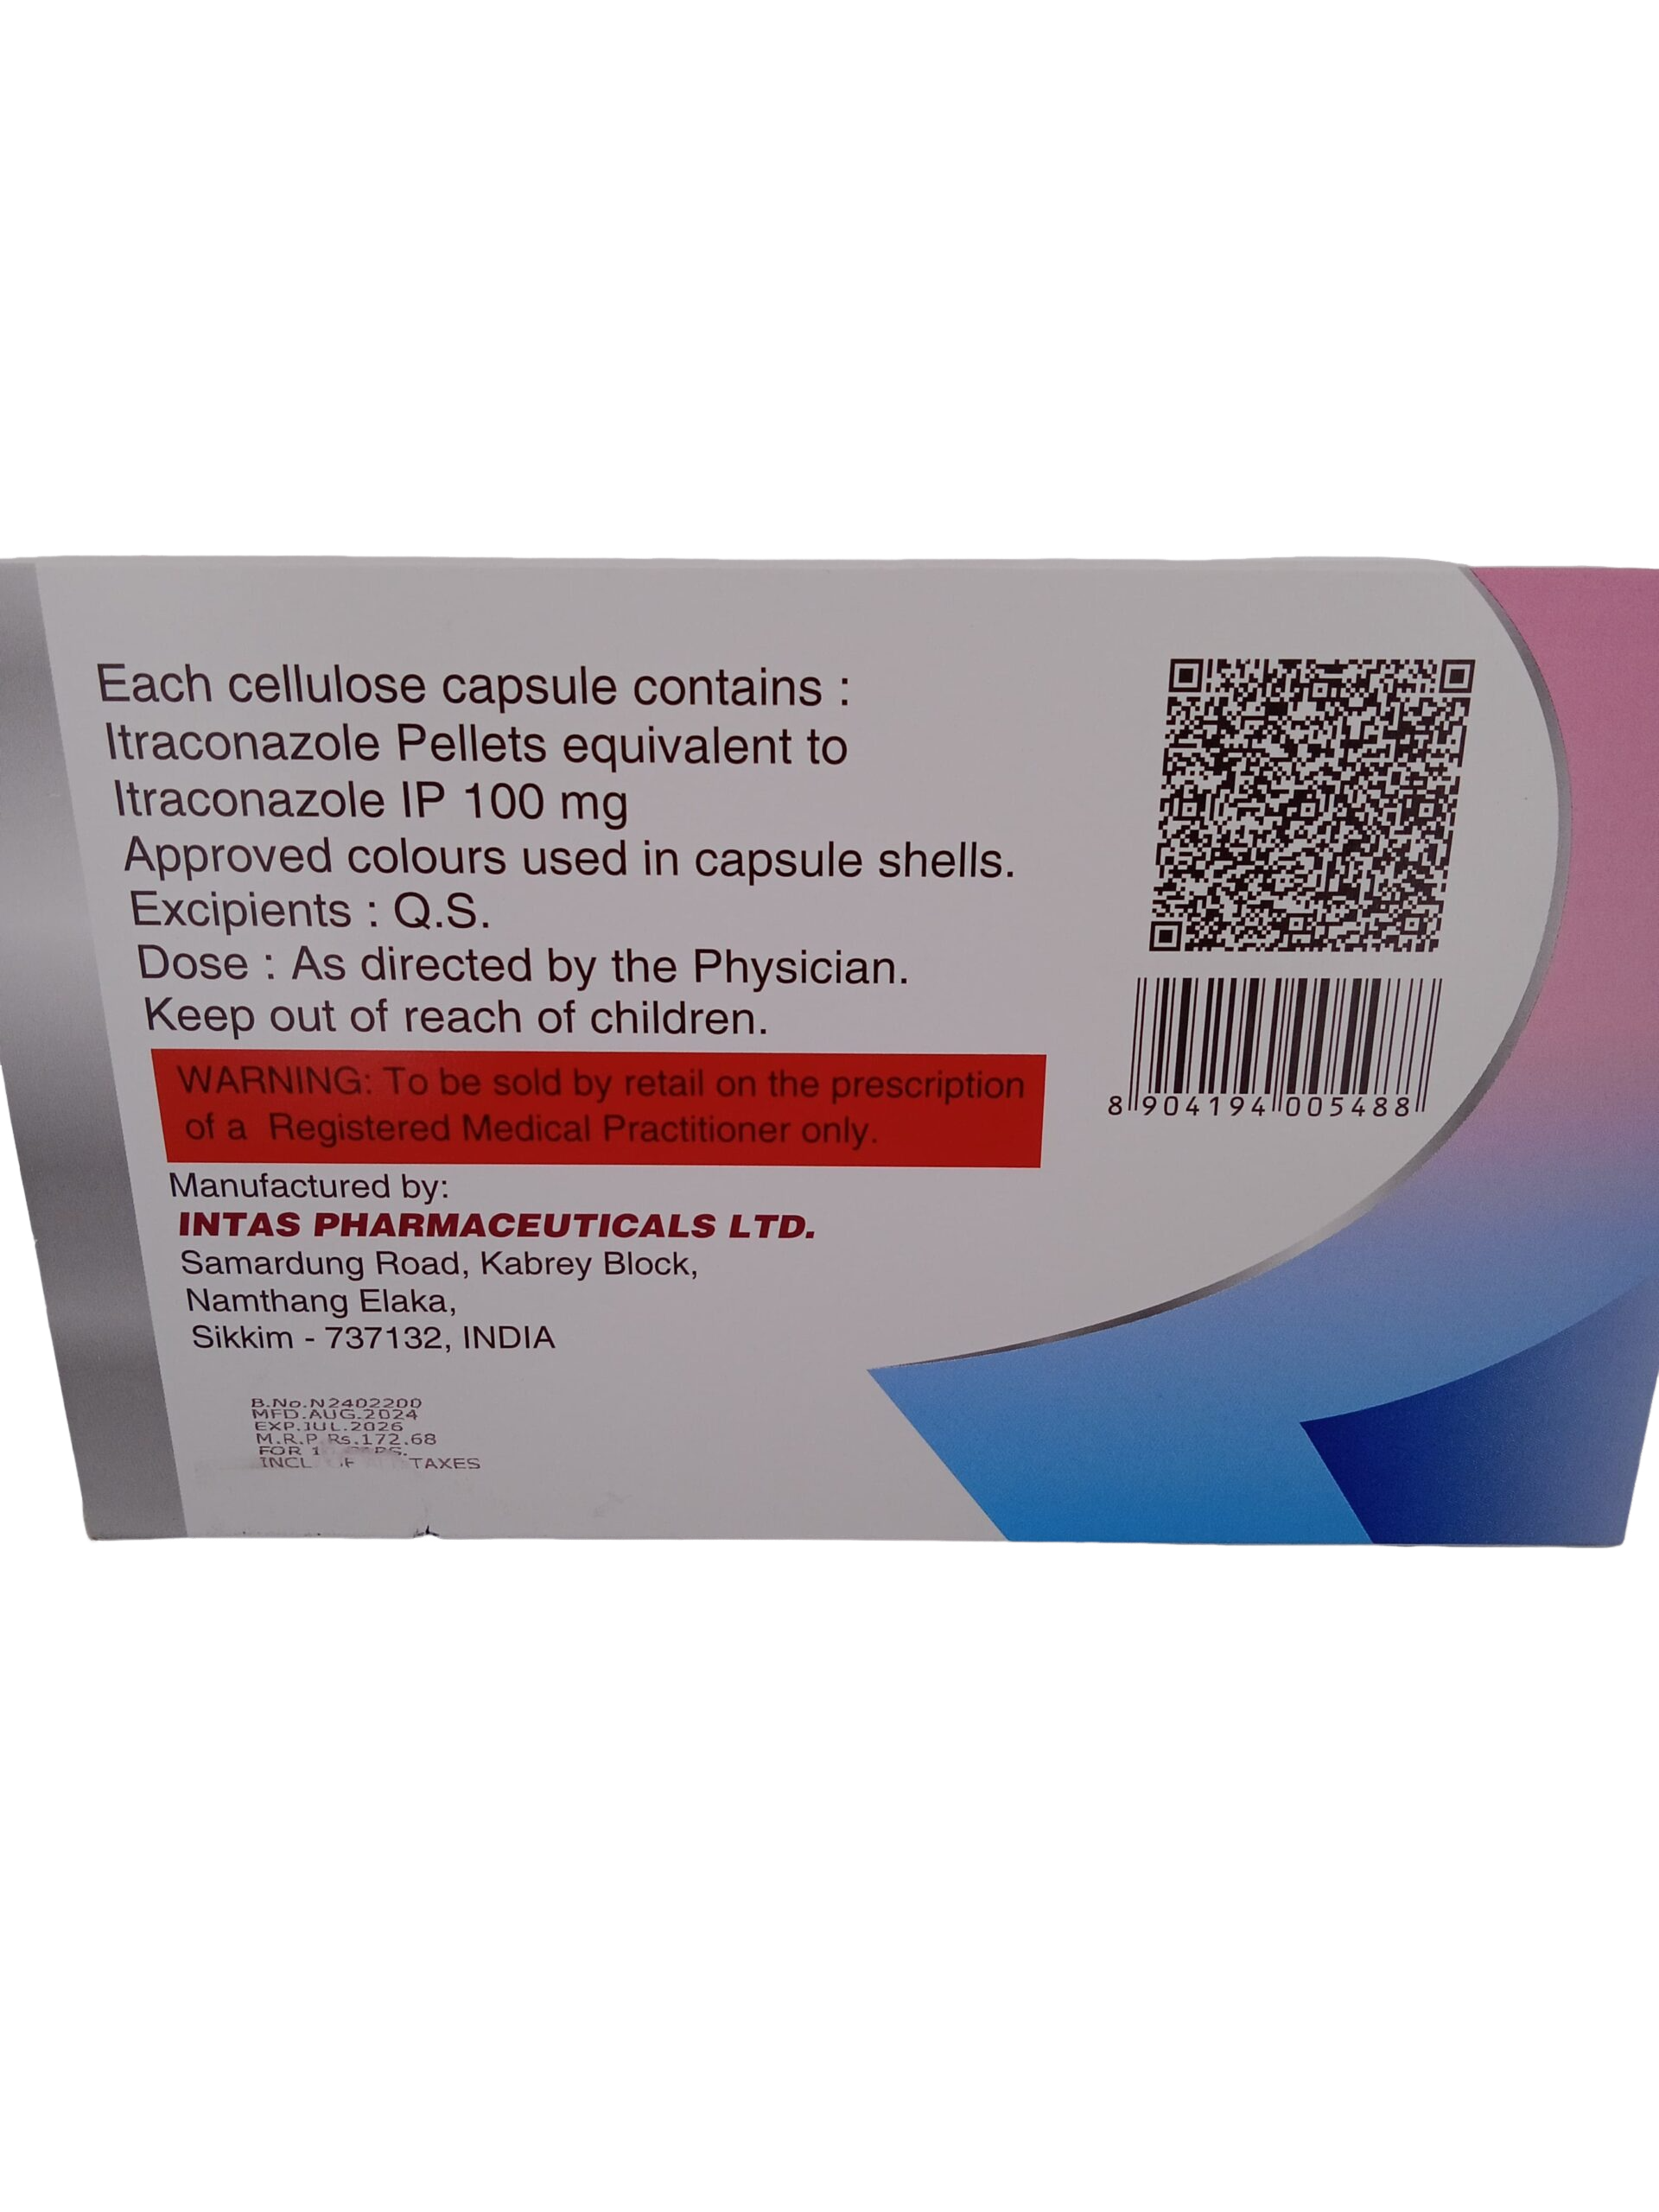 Each cellulose capsule contains :
Itraconazole Pellets equivalent to
Itraconazole IP 100 mg
Approved colours used in capsule shells.
Excipients : Q.S.
Dose : As directed by the Physician.
Keep out of reach of children.
WARNING: To be sold by retail on the prescription
of a Registered Medical Practitioner only.
Manufactured by:
INTAS PHARMACEUTICALS LTD.
Samardung Road, Kabrey Block,
Namthang Elaka,
Sikkim - 737132, INDIA
B.No.N2402200
MFD.AUG.2024
EXP.JUL.2026
M.R.P.Rs.172.68
FOR
TAXES
8 904194 005488